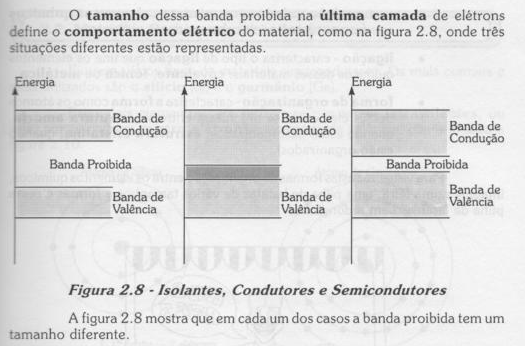 O tamanho dessa banda proibida na última camada de elétrons
define o comportamento elétrico do material, como na figura 2.8, onde três
situações diferentes estão representadas.
Energia
Energia
Energia
Banda de
Condução
Banda de
Condução
Banda de
Condução
Banda Proibida
Banda Proibida
Banda de
Valência
Banda de
Valência
Banda de
Valência
Figura 2.8 - Isolantes, Condutores e Semicondutores
A figura 2.8 mostra que em cada um dos casos a banda proibida tem um
tamanho diferente.